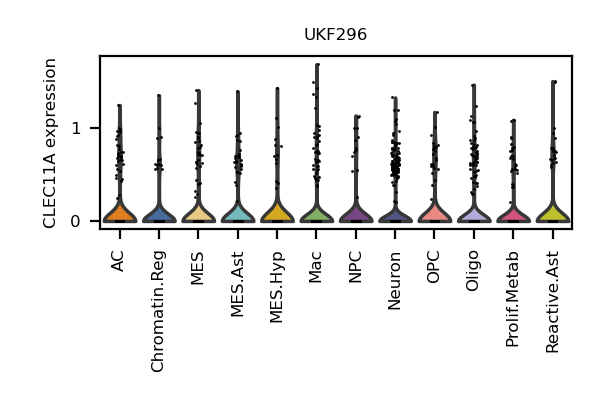 UKF296
CLEC11A expression
1
0
AC
Chromatin.Reg
MES
MES.Ast
MES.Hyp
Mac
NPC
Neuron
OPC
Oligo
Prolif.Metab
Reactive.Ast